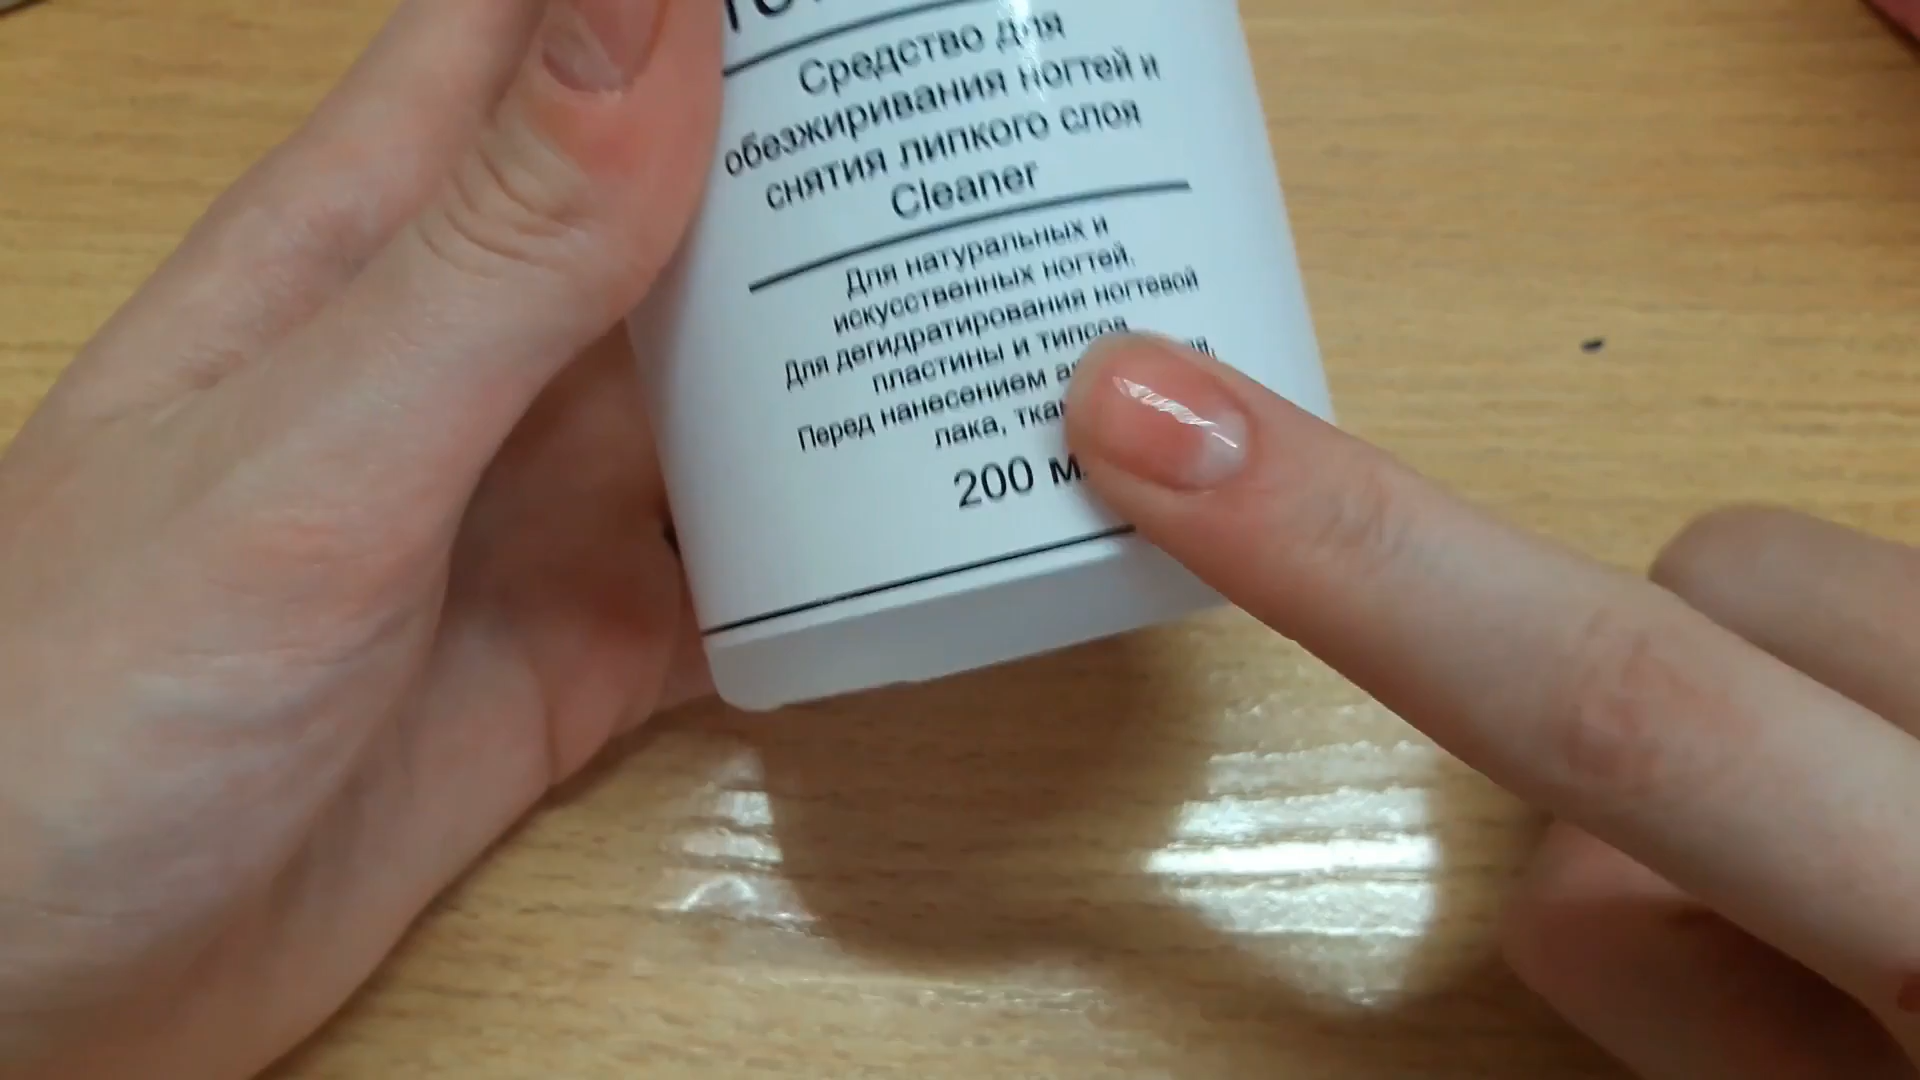 Средство для
обезжиривания ногтей и
снятия липкого слоя
Cleaner
Для натуральных и
искусственных ногтей.
Для дегидратирования ногтевой
пластины и типсов
Перед нанесением
лака,
200